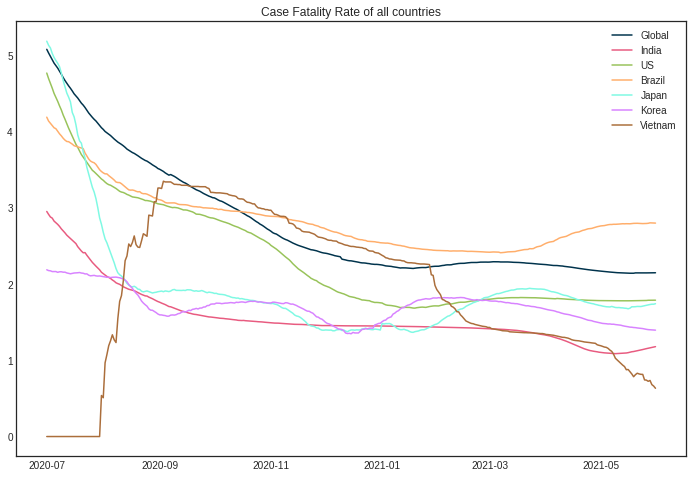 Case Fatality Rate of all countries
Global
India
US
Brazil
Japan
Korea
Vietnam
5
4
3
2
1
0
2020-07
2020-09
2020-11
2021-01
2021-03
2021-05